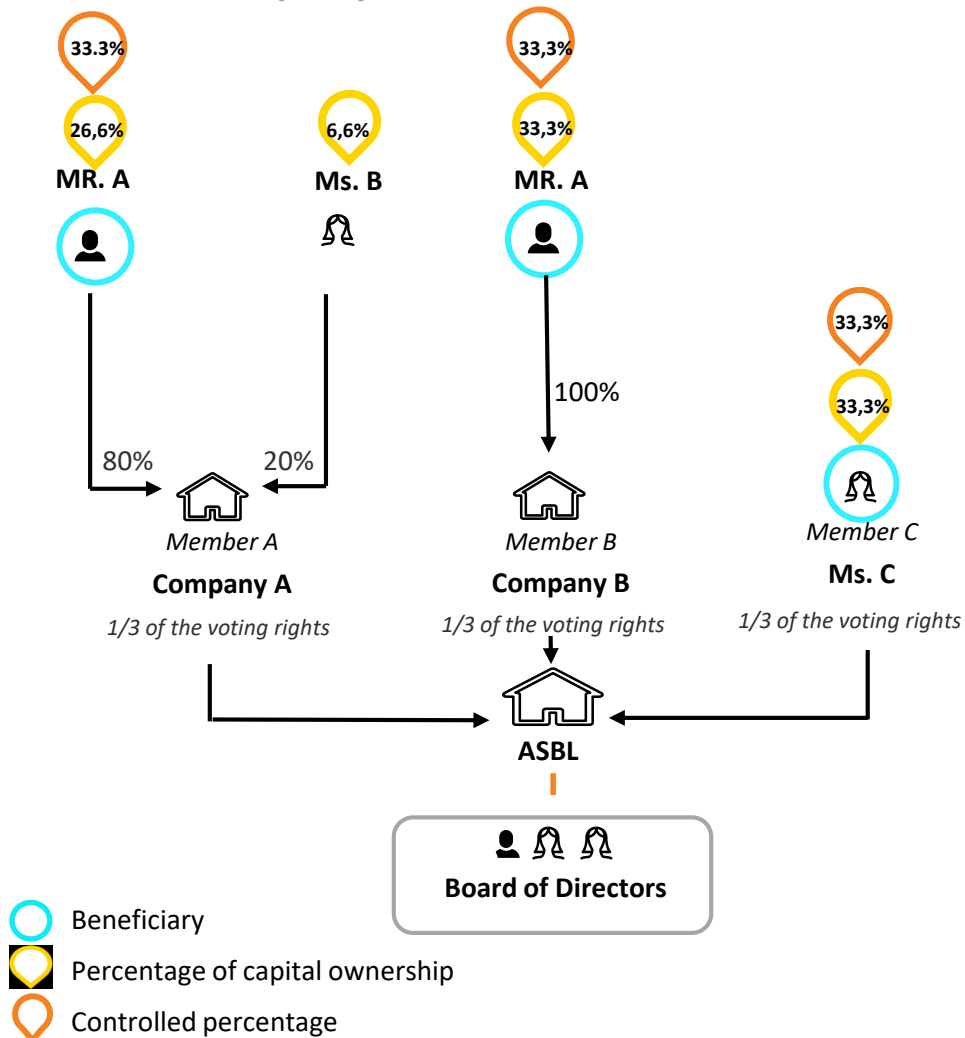 33.3%
33,3%
26,6%
6,6%
33,3%
MR. A
Ms. B
MR. A
33,3%
100%
33,3%
80%
20%
Member A
Member B
Member C
Company A
Company B
Ms. C
1/3 of the voting rights
1/3 of the voting rights
1/3 of the voting rights
ASBL
Board of Directors
Beneficiary
Percentage of capital ownership
Controlled percentage